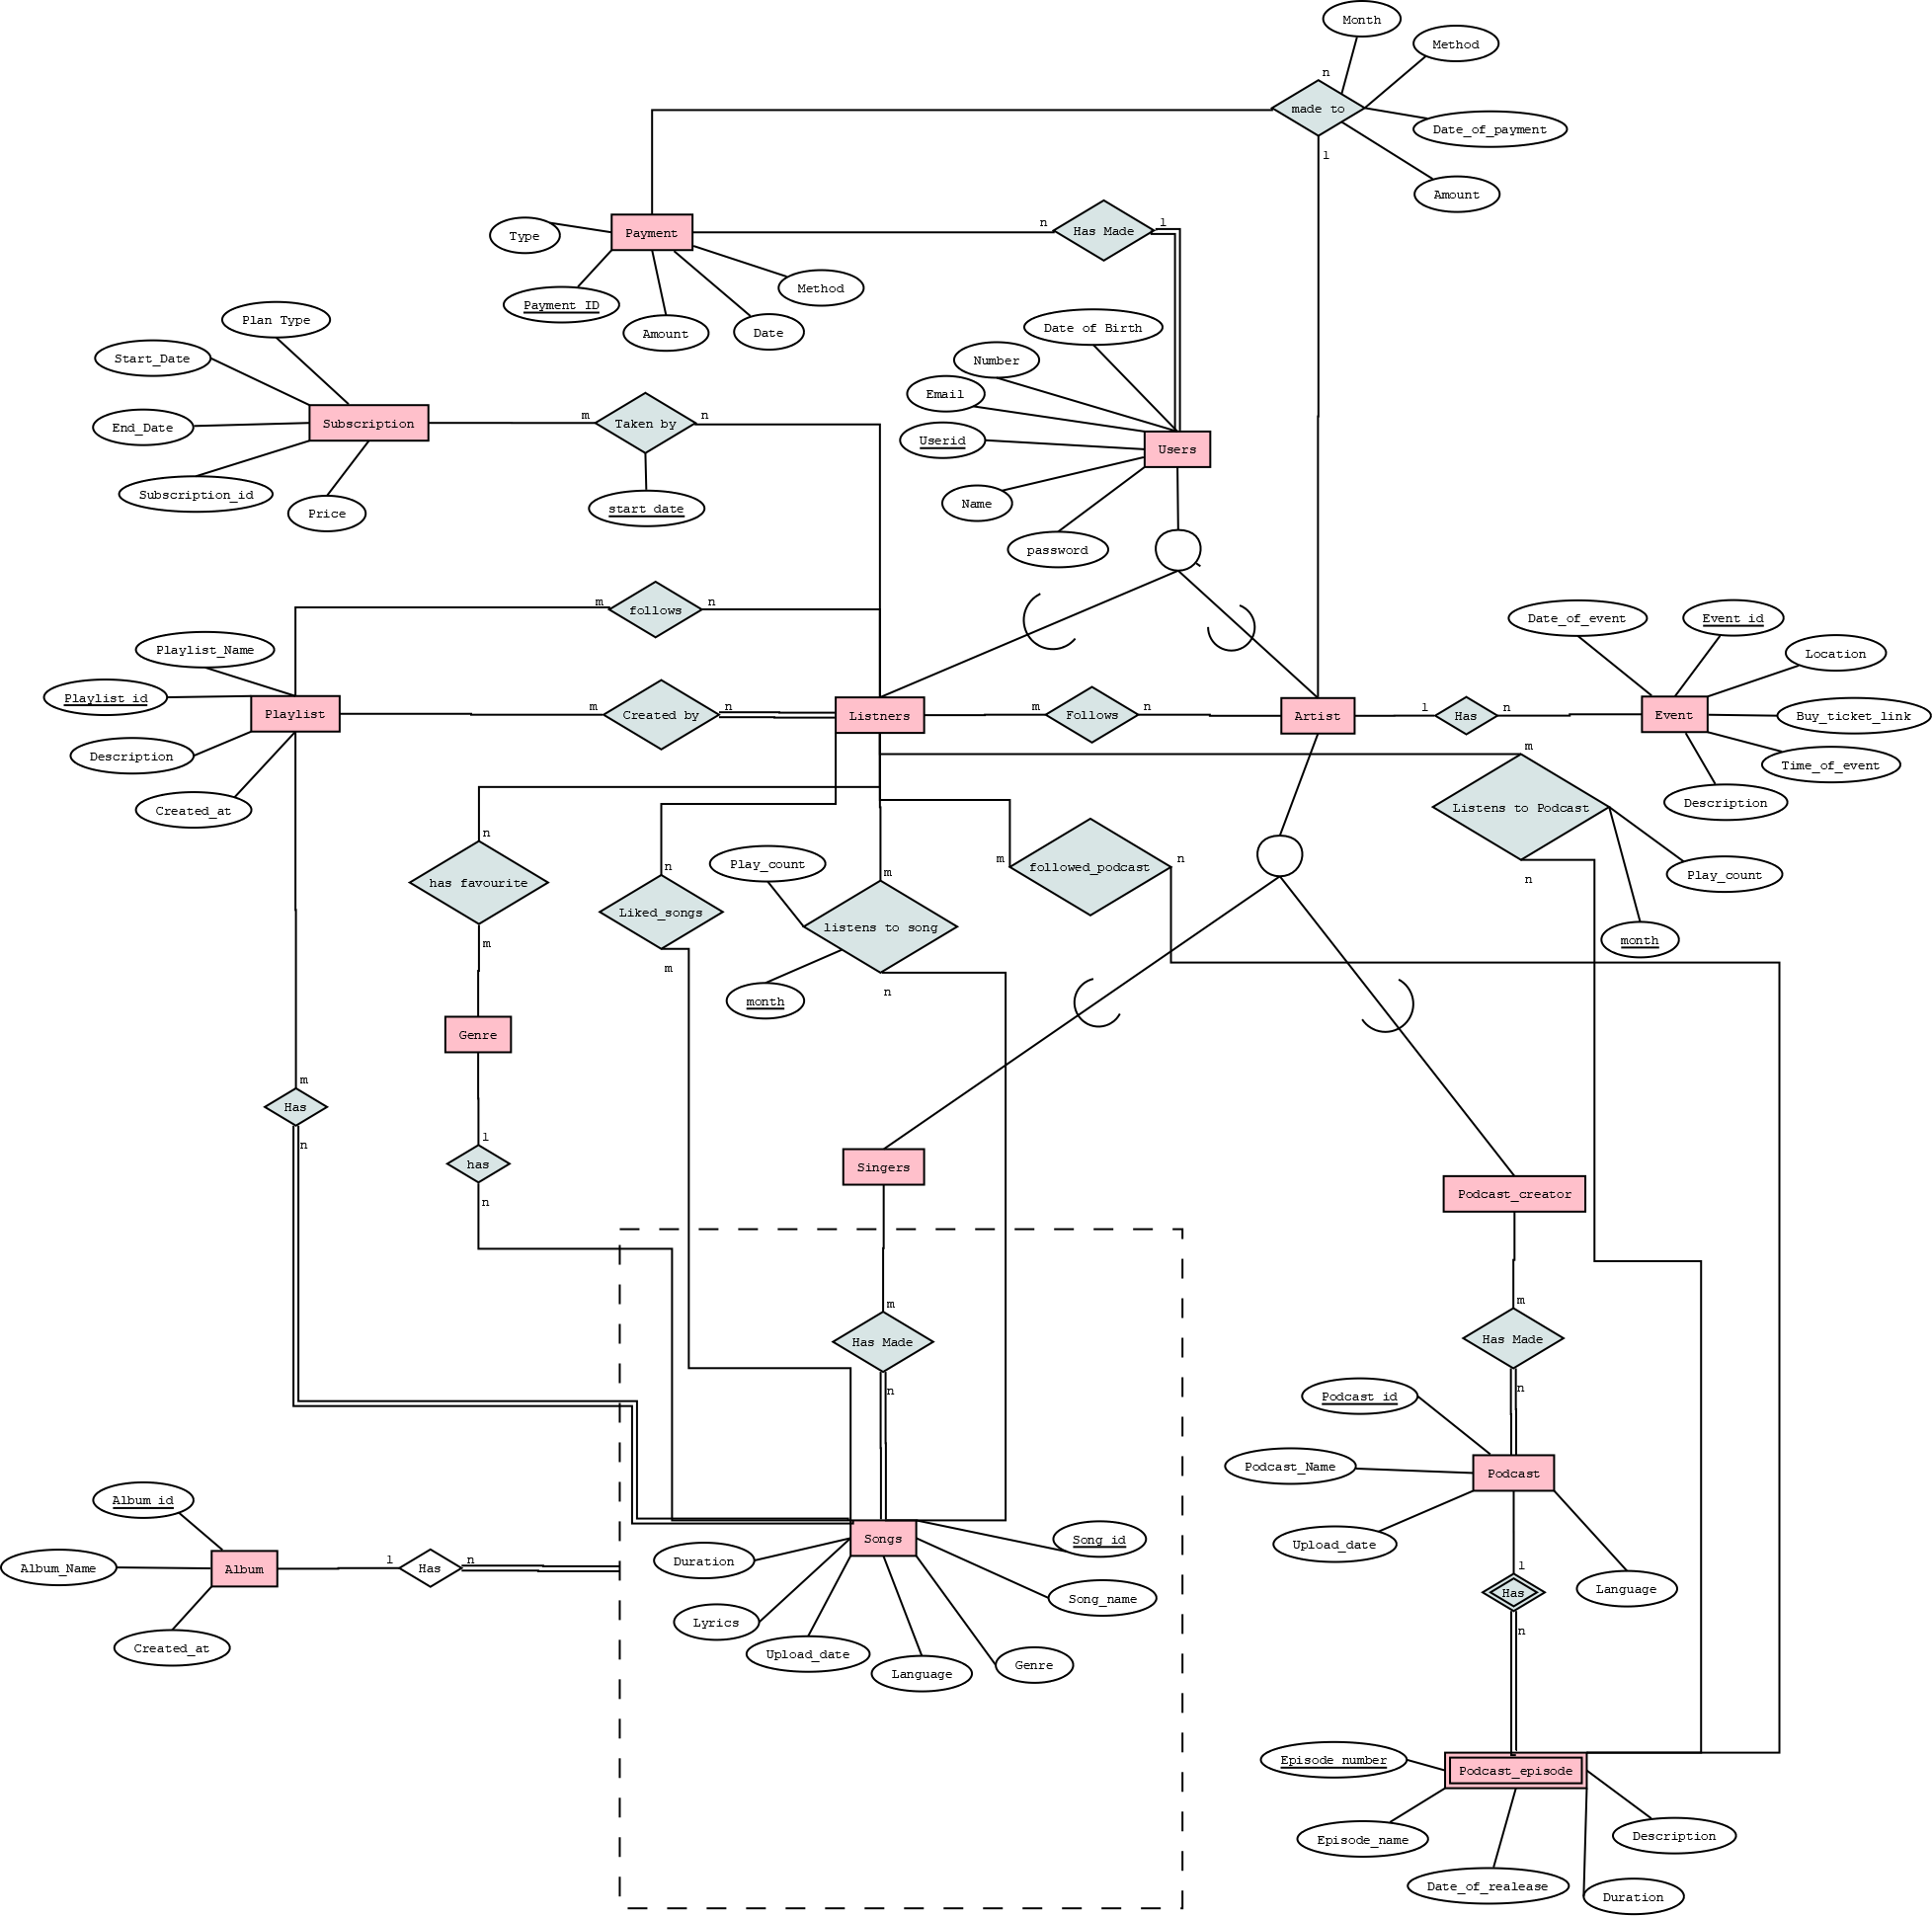 Month
Method
n
made to
Date_of_payment
1
Amount
Type
Payment
n
Has Made
1
Payment ID
Method
Amount
Date
Plan Type
Start_Date
Date of Birth
Number
Email
End_Date
Subscription
m
Taken by
n
Userid
Users
Subscription_id
Price
start date
Name
password
m
follows
n
Date_of_event
Event id
Location
Playlist_Name
Playlist id
Playlist
m
Created by
n
Listners
m
Follows
n
Artist
1
Has
n
Event
Buy_ticket_link
Description
Time_of_event
Created_at
Description
m
Listens to Podcast
n
has favourite
n
Liked_songs
Play_count
m
m
followed_podcast
n
Play_count
n
listens to song
m
m
month
n
month
Genre
m
Has
n
1
has
n
Singers
Podcast_creator
m
Has Made
n
m
Has Made
n
Podcast id
Podcast_Name
Podcast
Upload_date
Language
1
Has
n
Album id
Album_Name
Album
1
Has
n
Created_at
Songs
Song id
Duration
Song_name
Lyrics
Upload_date
Language
Genre
Episode number
Podcast_episode
Episode_name
Description
Date_of_realease
Duration